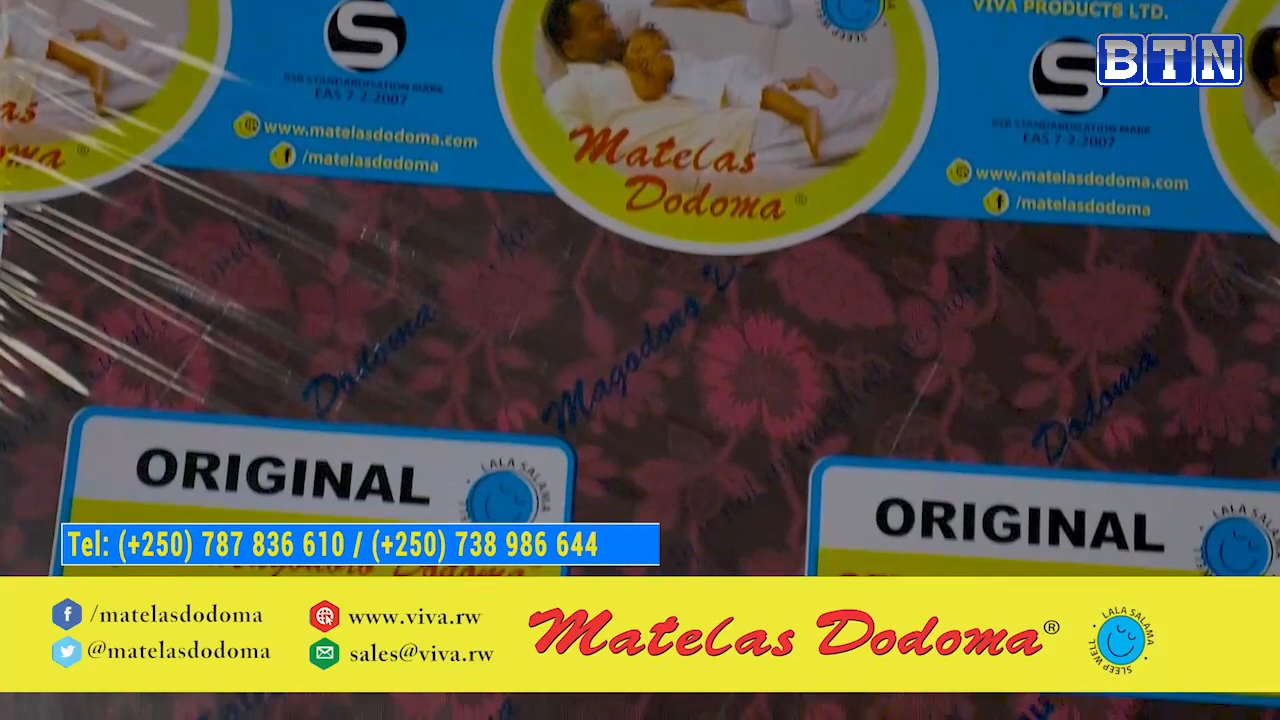 VIVA PRODUCTS LTD.
BTN
S
S
RSB STANDARDISATION MARK
EAS 7-2:2007
www.matelasdodoma.com
/matelasdodoma
Matelas
Dodoma ®
RSB STANDARDISATION MARK
EAS 7-2:2007
www.matelasdodoma.com
/matelasdodoma
SLEEP WELL
Dodoma
Magodoro
Dodoma
ORIGINAL
LALA SALAMA
ORIGINAL
LALA SALAMA
Tel: (+250) 787 836 610 / (+250) 738 986 644
/matelasdodoma
@matelasdodoma
www.viva.rw
sales@viva.rw
Matelas Dodoma®
LALA SALAMA
SLEEP WELL